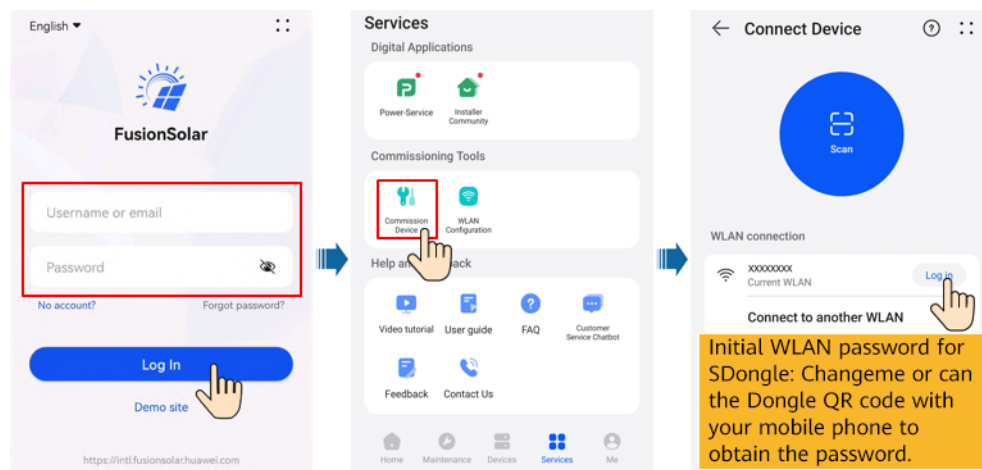 English
FusionSolar
Username or email
Password
No account?
Forgot password?
Log In
Demo site
https://intl.fusionsolar.huawei.com
Services
Digital Applications
Power-Service
Installer
Community
Commissioning Tools
Commission
Device
WLAN
Configuration
Help an back
Video tutorial
User guide
FAQ
Customer
Service Chatbot
Feedback
Contact Us
Home
Maintenance
Devices
Services
Me
Connect Device
Scan
WLAN connection
XXXXXXXX
Current WLAN
Log in
Connect to another WLAN
Initial WLAN password for
SDongle: Changeme or can
the Dongle QR code with
your mobile phone to
obtain the password.